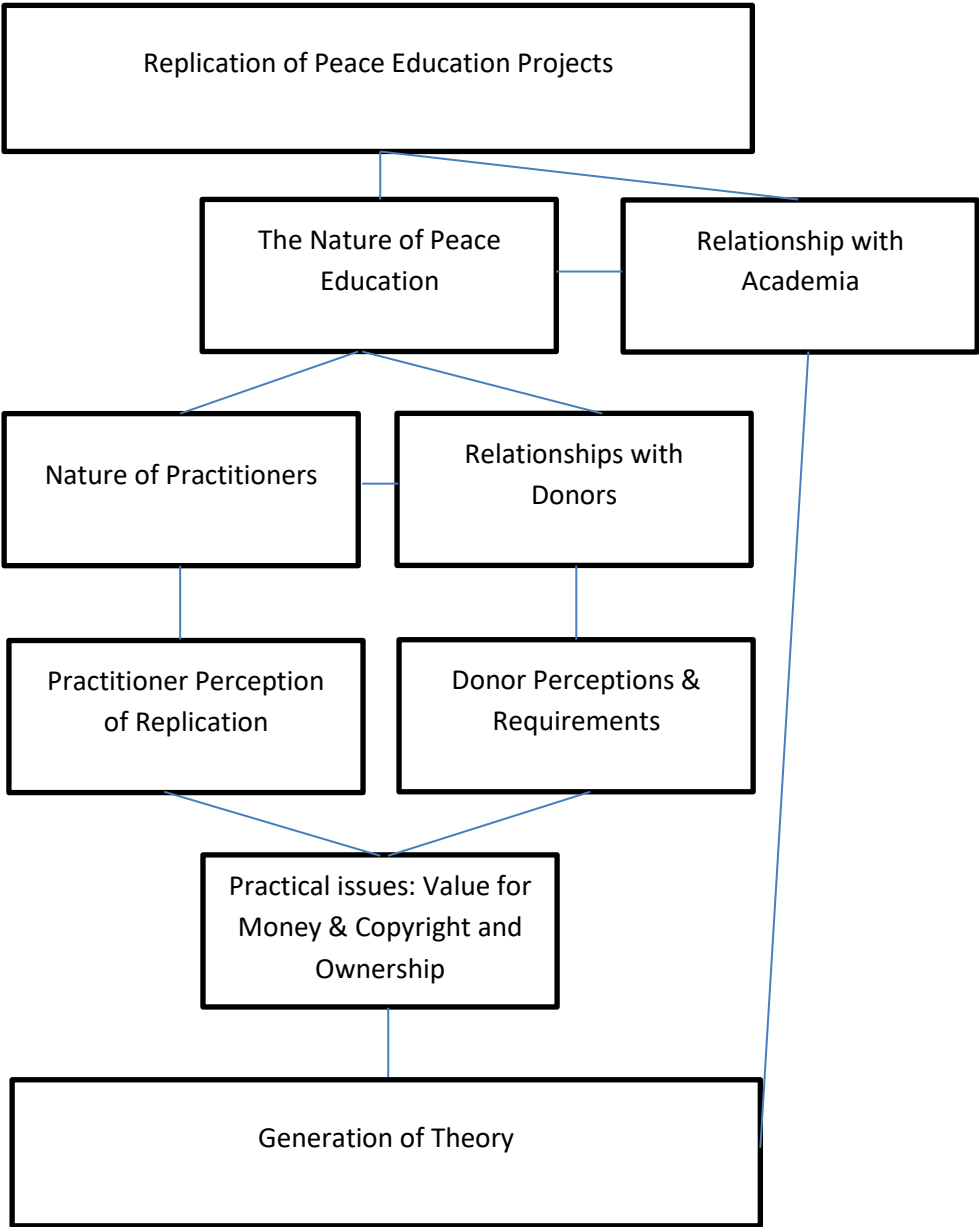 Replication of Peace Education Projects
The Nature of Peace
Education
Relationship with
Academia
Nature of Practitioners
Relationships with
Donors
Practitioner Perception
of Replication
Donor Perceptions &
Requirements
Practical issues: Value for
Money & Copyright and
Ownership
Generation of Theory